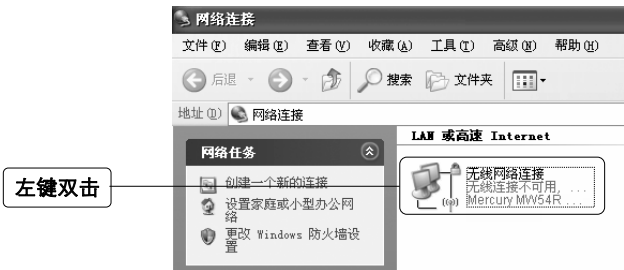 网络连接
文件(F) 编辑(E) 查看(V) 收藏(A) 工具(T) 高级(N) 帮助(H)
后退 搜索 文件夹
地址(D) 网络连接
LAN 或高速 Internet
网络任务
创建一个新的连接
设置家庭或小型办公网
络
更改 Windows 防火墙设
置
无线网络连接
无线连接不可用, ...
Mercury MW54R ...
左键双击